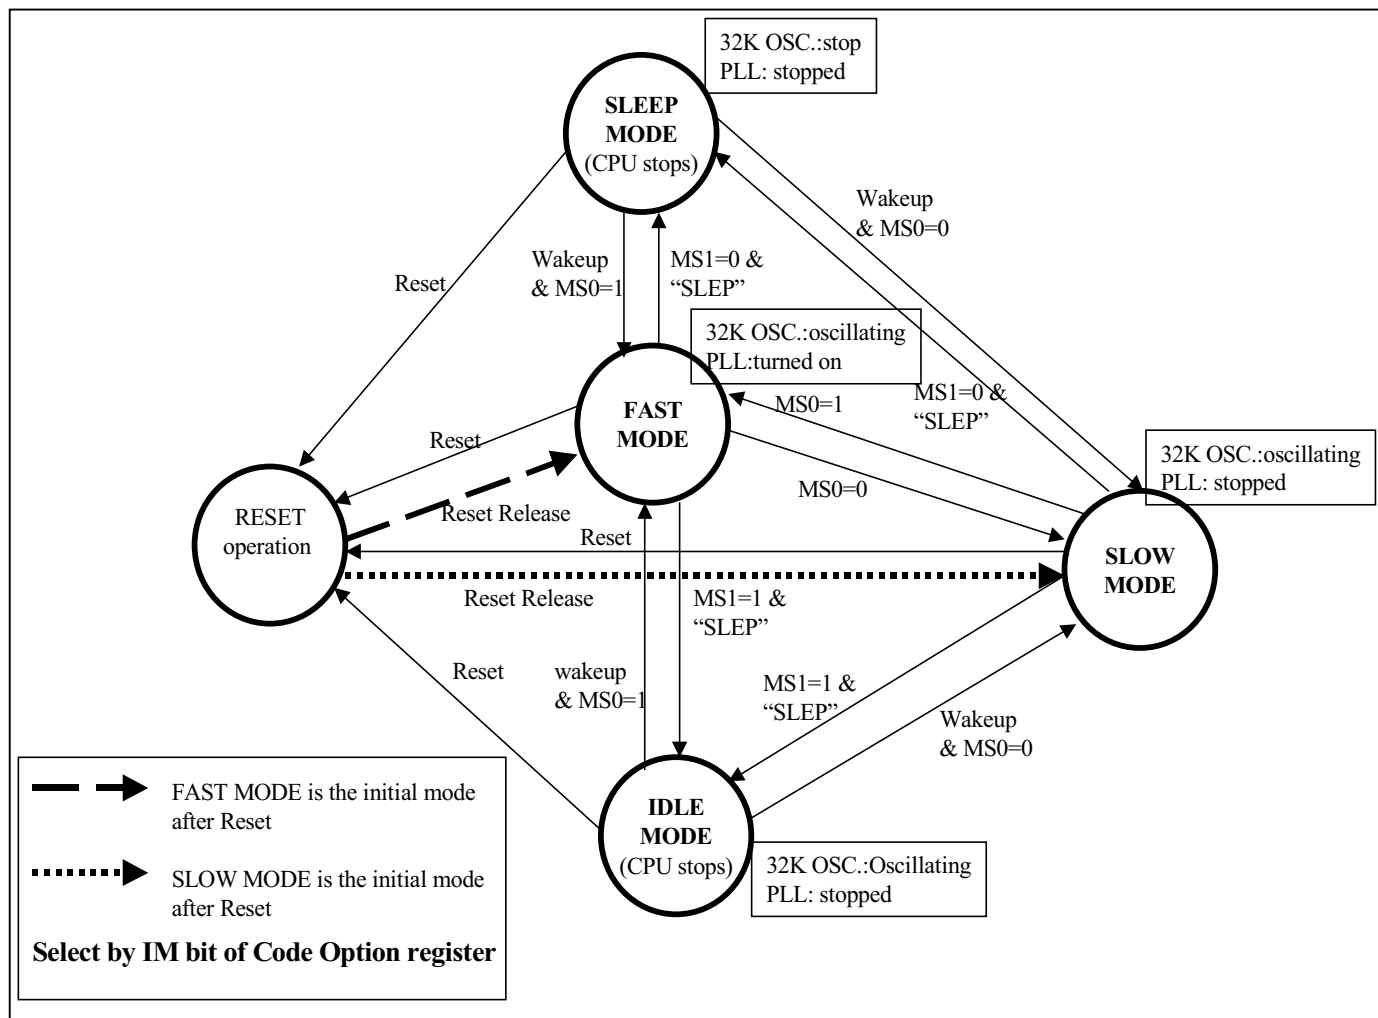 32K OSC.:stop
PLL: stopped
SLEEP
MODE
(CPU stops)
Wakeup
& MS0=0
Reset
Wakeup
& MS0=1
MS1=0 &
“SLEP”
32K OSC.:oscillating
PLL:turned on
MS1=0 &
“SLEP”
MS0=1
FAST
MODE
Reset
MS0=0
32K OSC.:oscillating
PLL: stopped
RESET
operation
Reset Release
Reset
SLOW
MODE
Reset Release
MS1=1 &
“SLEP”
Reset
wakeup
& MS0=1
MS1=1 &
“SLEP”
Wakeup
& MS0=0
IDLE
MODE
(CPU stops)
32K OSC.:Oscillating
PLL: stopped
FAST MODE is the initial mode
after Reset
SLOW MODE is the initial mode
after Reset
Select by IM bit of Code Option register